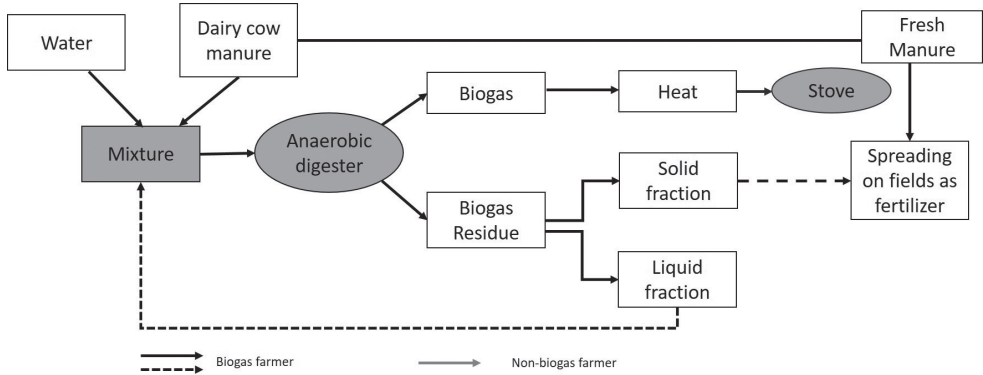 Water
Dairy cow
manure
Fresh
Manure
Biogas
Heat
Stove
Mixture
Anaerobic
digester
Spreading
on fields as
fertilizer
Solid
fraction
Biogas
Residue
Liquid
fraction
Biogas farmer
Non-biogas farmer